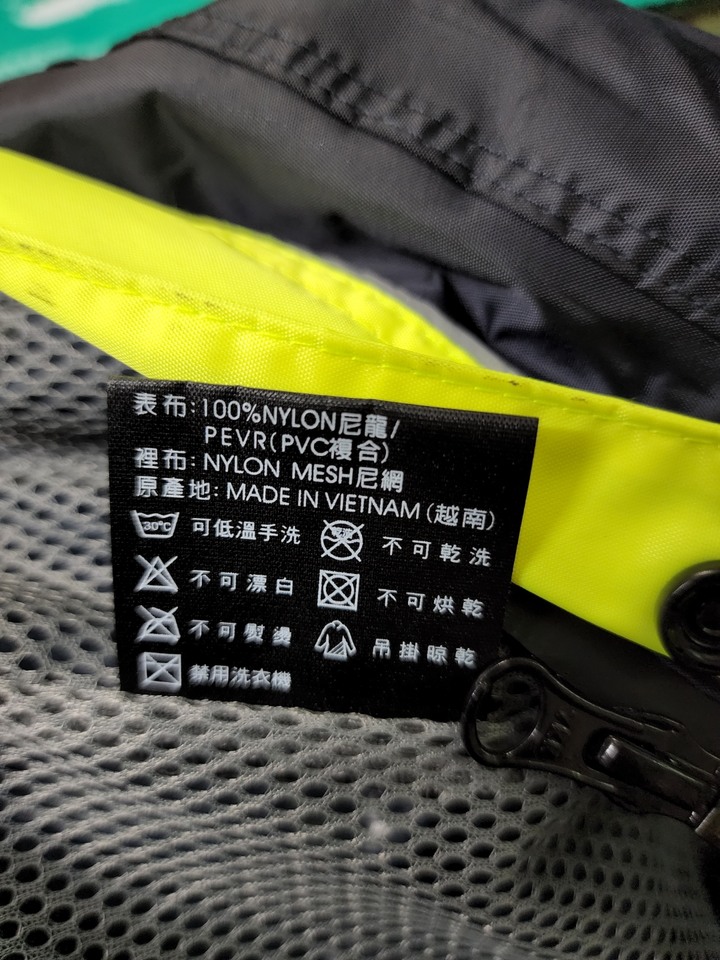 表布:100%NYLON尼龍/
PEVR(PVC複合)
裡布:NYLON MESH尼網
原產地:MADE IN VIETNAM(越南)
30°C 可低溫手洗 不可乾洗
不可漂白 不可烘乾
不可熨燙 吊掛晾乾
禁用洗衣機